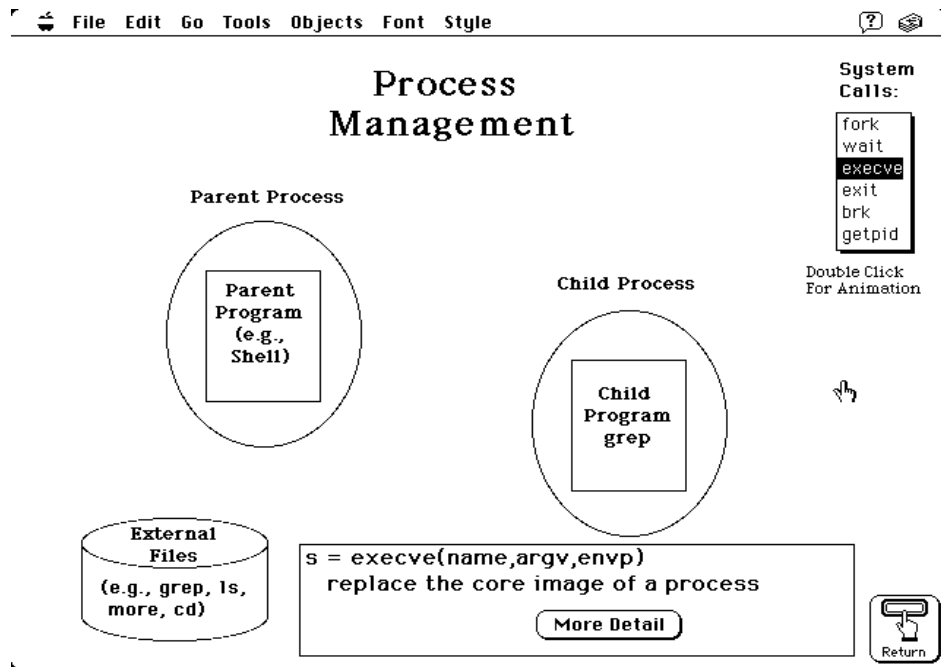 File Edit Go Tools Objects Font Style
Process
Management
System
Calls:
fork
wait
execve
exit
brk
getpid
Double Click
For Animation
Parent Process
Parent
Program
(e.g.,
Shell)
Child Process
Child
Program
grep
External
Files
(e.g., grep, ls,
more, cd)
s = execve(name,argv,envp)
replace the core image of a process
More Detail
Return